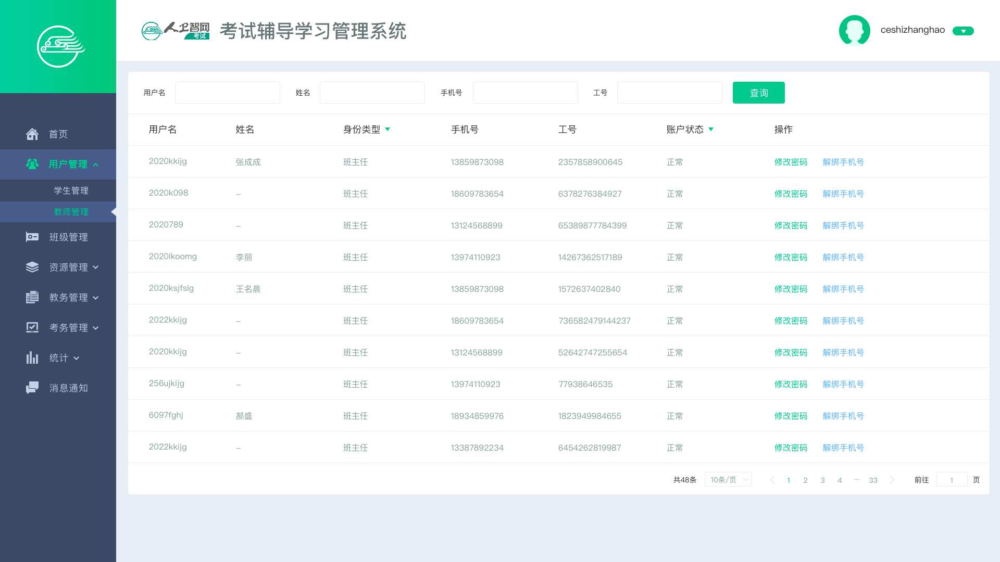 人卫智网 考试 考试辅导学习管理系统
ceshizhanghao
首页
用户管理
学生管理
教师管理
班级管理
资源管理
教务管理
考务管理
统计
消息通知
用户名 姓名 手机号 工号 查询
用户名 姓名 身份类型 手机号 工号 账户状态 操作
2020kkijg 张成成 班主任 13859873098 2357858900645 正常 修改密码 解绑手机号
2020k098 – 班主任 18609783654 6378276384927 正常 修改密码 解绑手机号
2020789 – 班主任 13124568899 65389877784399 正常 修改密码 解绑手机号
2020lkoomg 李丽 班主任 13974110923 14267362517189 正常 修改密码 解绑手机号
2020ksjfslg 王名晨 班主任 13859873098 1572637402840 正常 修改密码 解绑手机号
2022kkijg – 班主任 18609783654 736582479144237 正常 修改密码 解绑手机号
2020kkijg – 班主任 13124568899 52642747255654 正常 修改密码 解绑手机号
256ujkijg – 班主任 13974110923 77938646535 正常 修改密码 解绑手机号
6097fghj 郝盛 班主任 18934859976 1823949984655 正常 修改密码 解绑手机号
2022kkijg – 班主任 13387892234 6454262819987 正常 修改密码 解绑手机号
共48条 10条/页 1 2 3 4 ··· 33 前往 1 页